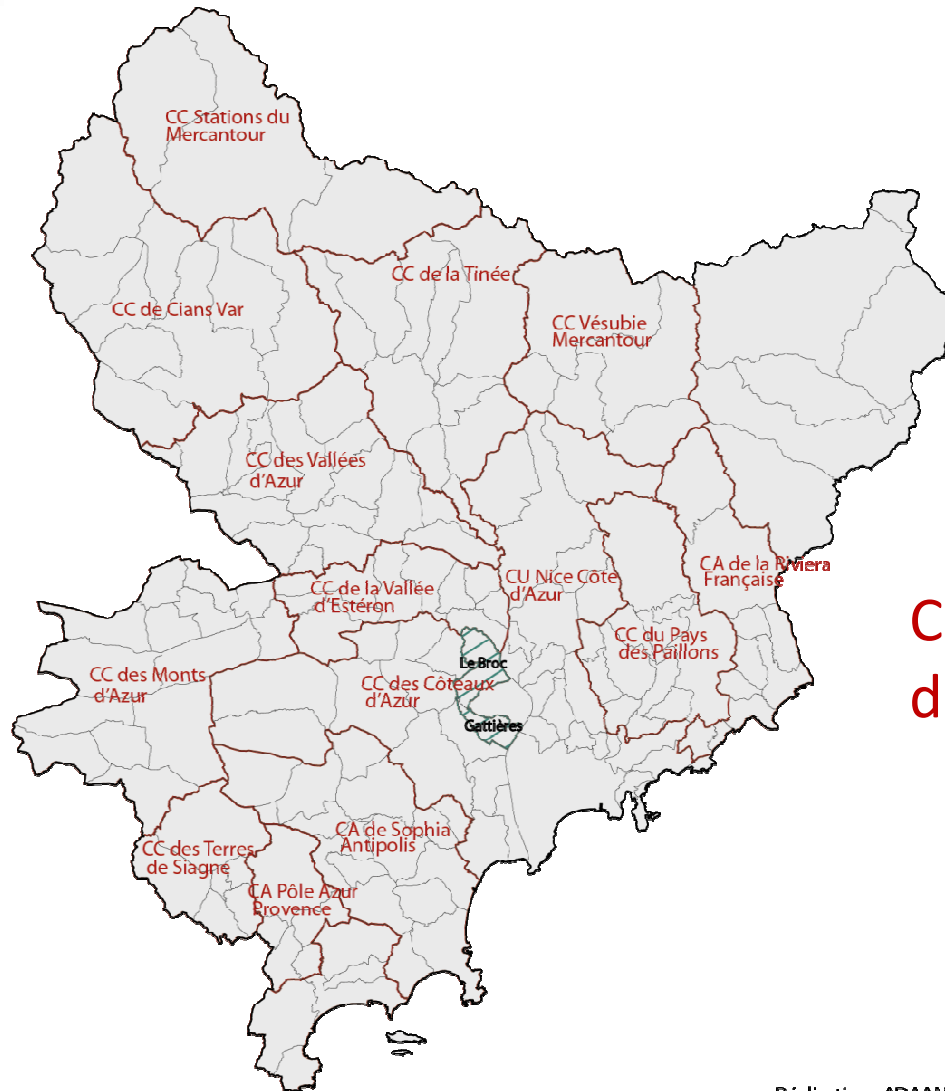 CC Stations du
Mercantour
CC de la Tinée
CC de Cians Var
CC Vésubie
Mercantour
CC des Vallées
d'Azur
CA de la Riviera
Française
CU Nice Côte
d'Azur
CC de la Vallée
d'Estéron
C
d
CC du Pays
des Paillons
Le Broc
CC des Monts
d'Azur
CC des Côteaux
d'Azur
Gattières
CA de Sophia
Antipolis
CC des Terres
de Siagne
CA Pôle Azur
Provence